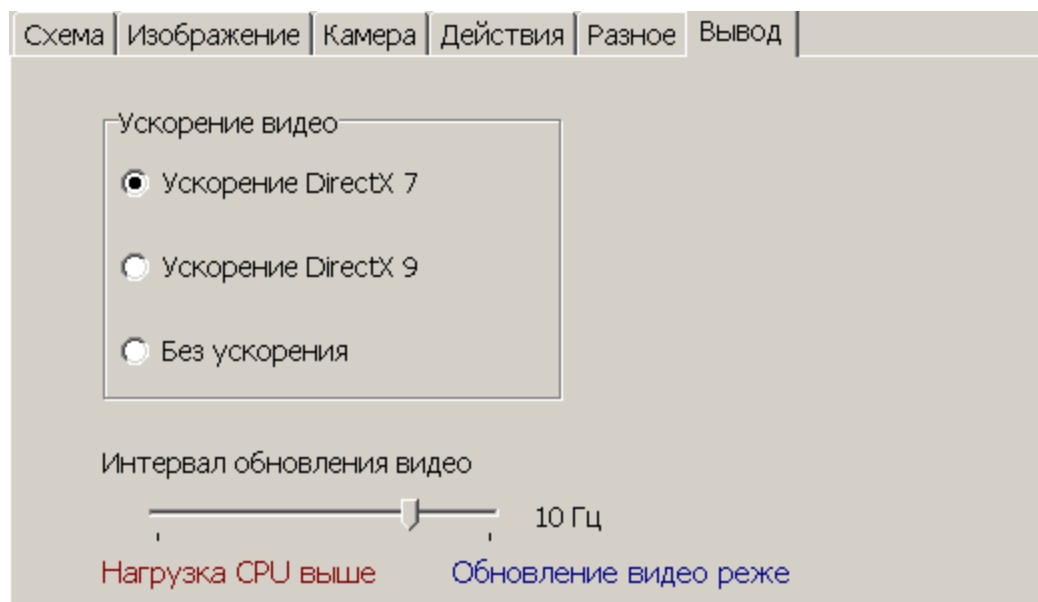 Схема Изображение Камера Действия Разное Вывод
Ускорение видео
Ускорение DirectX 7
Ускорение DirectX 9
Без ускорения
Интервал обновления видео
10 Гц
Нагрузка CPU выше Обновление видео реже